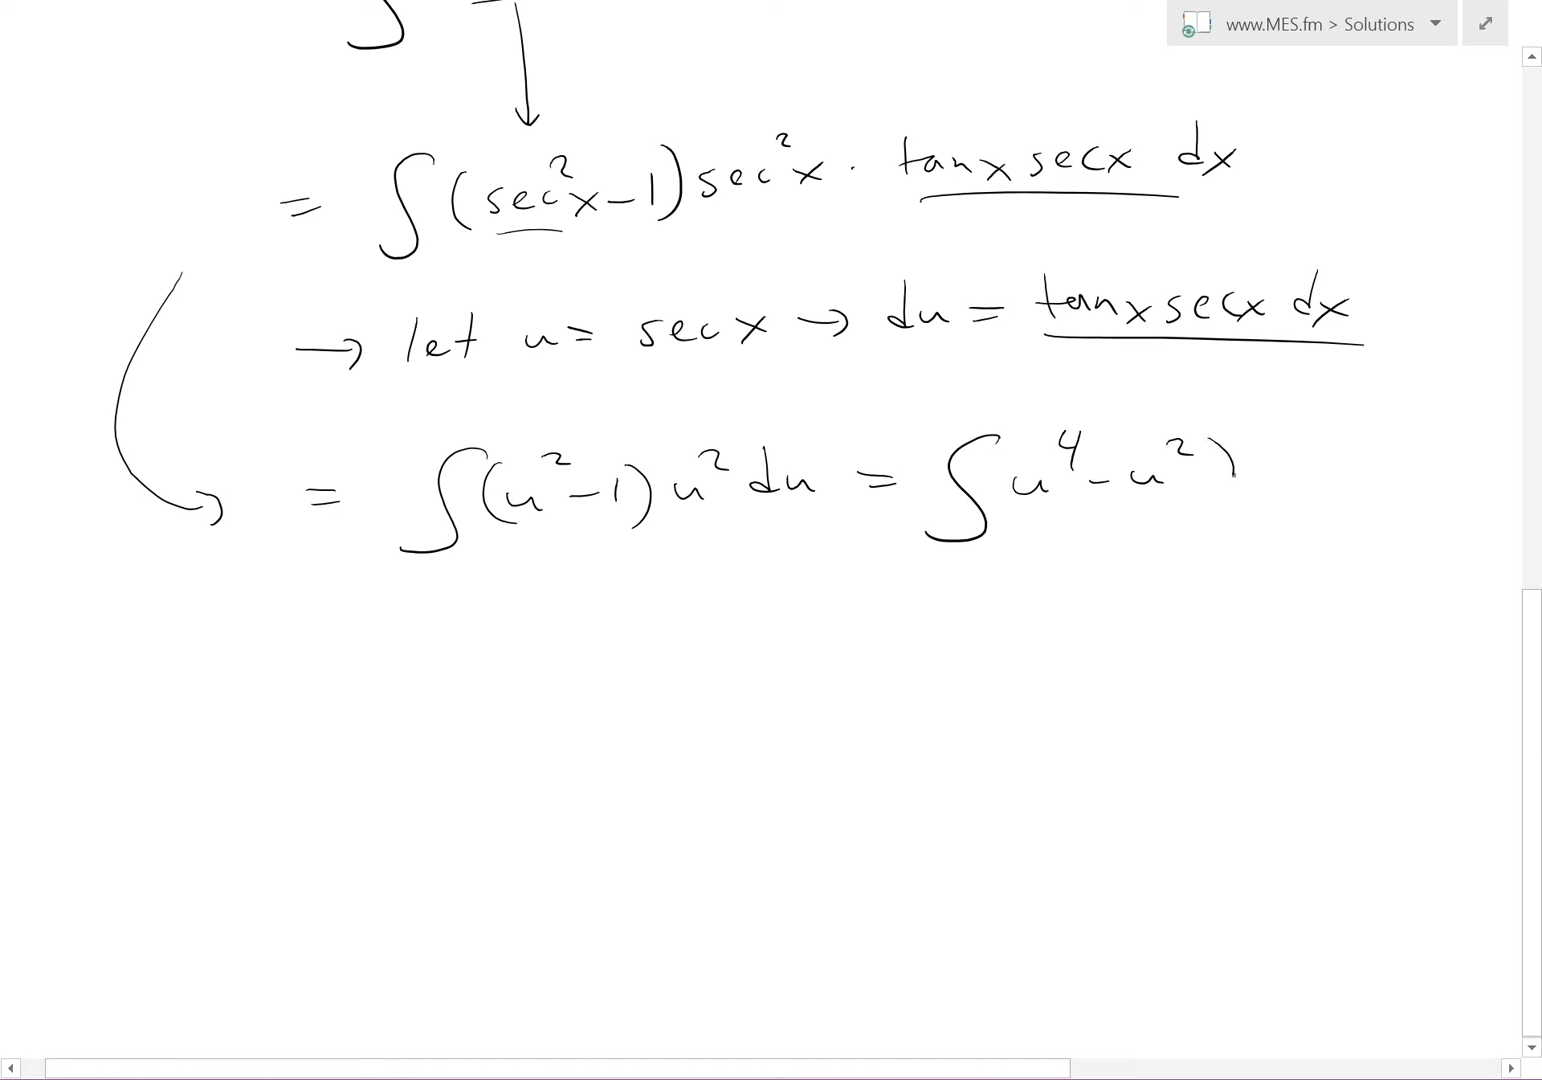 www.MES.fm > Solutions
∫
= ∫(sec²x-1)sec²x · tanx secx dx
→ let u = sec x → du = tanx secx dx
= ∫(u²-1)u² du = ∫u⁴-u²)